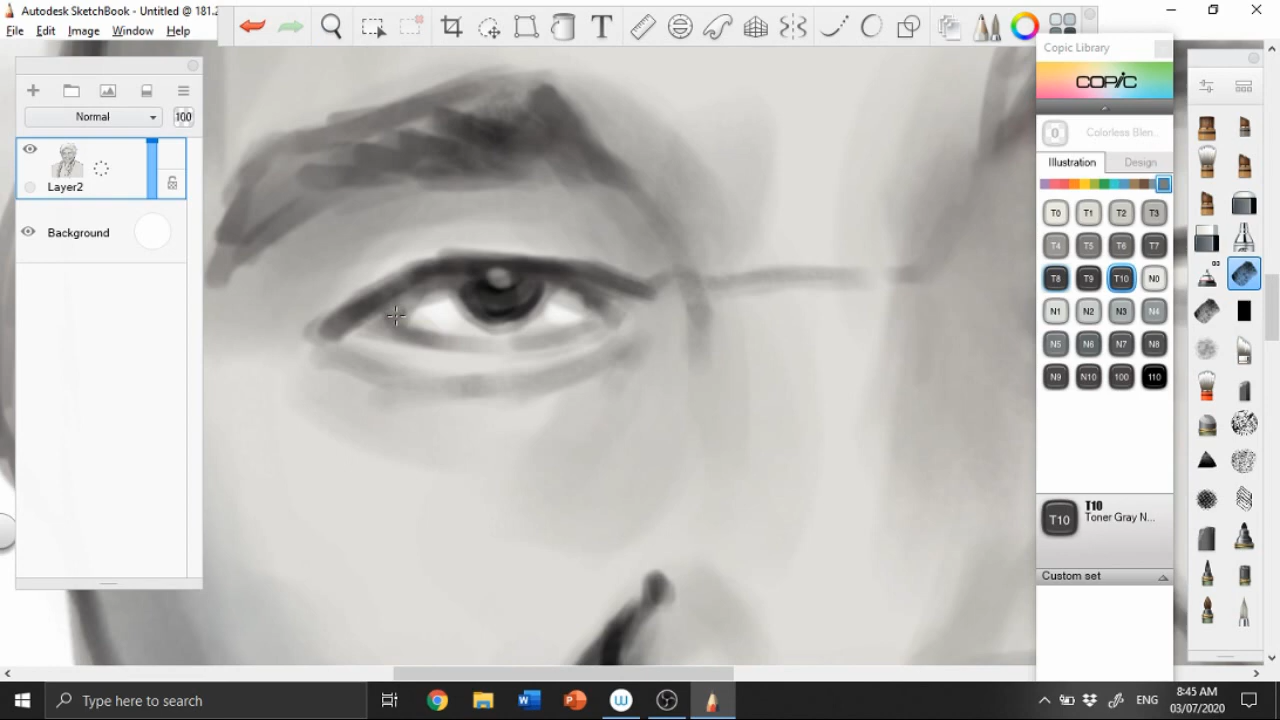 Autodesk SketchBook - Untitled @ 181.2
File Edit Image Window Help
T
Normal 100
Layer2
Background
Copic Library
COPIC
0 Colorless Blen..
Illustration Design
T0 T1 T2 T3
T4 T5 T6 T7
T8 T9 T10 N0
N1 N2 N3 N4
N5 N6 N7 N8
N9 N10 100 110
T10
T10
Toner Gray N...
Custom set
Type here to search
ENG
8:45 AM
03/07/2020